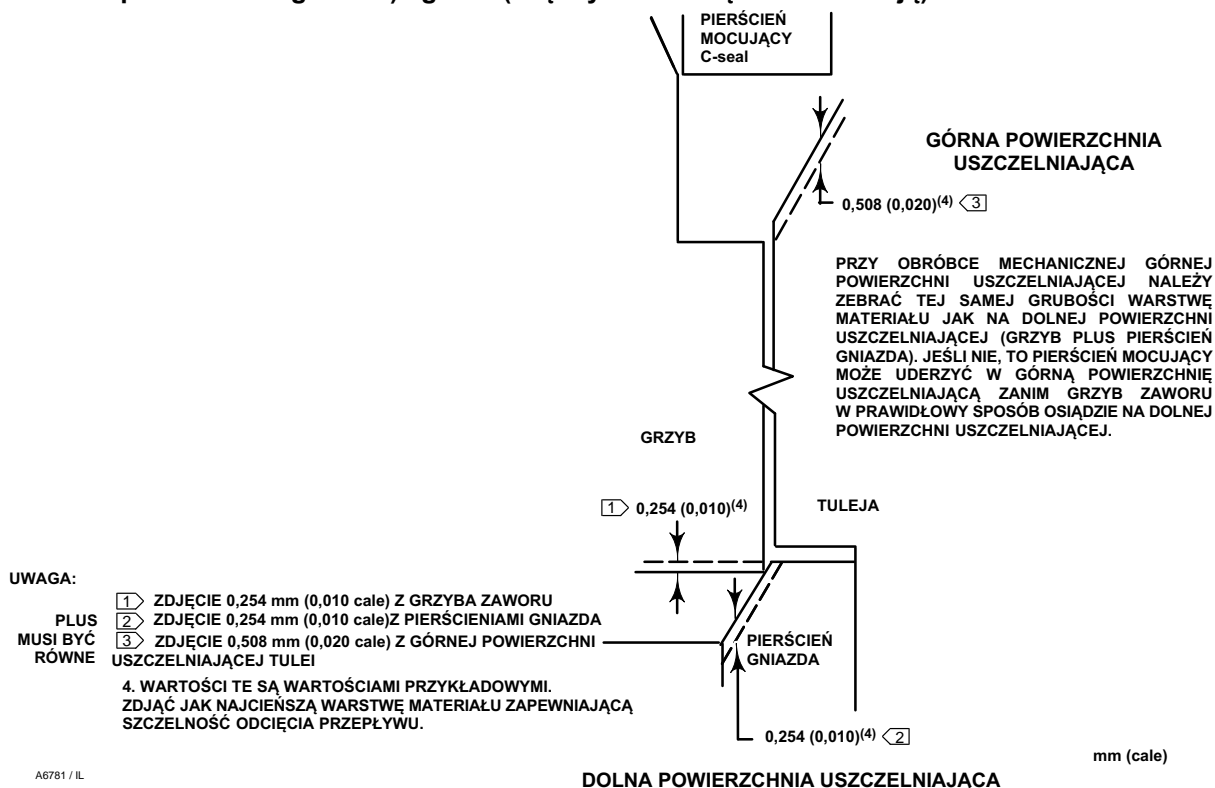 PIERŚCIEŃ
MOCUJĄCY
C-seal
GÓRNA POWIERZCHNIA
USZCZELNIAJĄCA
0,508 (0,020)(4) 3
PRZY OBRÓBCE MECHANICZNEJ GÓRNEJ
POWIERZCHNI USZCZELNIAJĄCEJ NALEŻY
ZEBRAĆ TEJ SAMEJ GRUBOŚCI WARSTWĘ
MATERIAŁU JAK NA DOLNEJ POWIERZCHNI
USZCZELNIAJĄCEJ (GRZYB PLUS PIERŚCIEŃ
GNIAZDA). JEŚLI NIE, TO PIERŚCIEŃ MOCUJĄCY
MOŻE UDERZYĆ W GÓRNĄ POWIERZCHNIĘ
USZCZELNIAJĄCĄ ZANIM GRZYB ZAWORU
W PRAWIDŁOWY SPOSÓB OSIĄDZIE NA DOLNEJ
POWIERZCHNI USZCZELNIAJĄCEJ.
GRZYB
1 0,254 (0,010)(4)
TULEJA
UWAGA:
1 ZDJĘCIE 0,254 mm (0,010 cale) Z GRZYBA ZAWORU
PLUS 2 ZDJĘCIE 0,254 mm (0,010 cale)Z PIERŚCIENIAMI GNIAZDA
MUSI BYĆ 3 ZDJĘCIE 0,508 mm (0,020 cale) Z GÓRNEJ POWIERZCHNI
RÓWNE USZCZELNIAJĄCEJ TULEI
PIERŚCIEŃ
GNIAZDA
4. WARTOŚCI TE SĄ WARTOŚCIAMI PRZYKŁADOWYMI.
ZDJĄĆ JAK NAJCIEŃSZĄ WARSTWĘ MATERIAŁU ZAPEWNIAJĄCĄ
SZCZELNOŚĆ ODCIĘCIA PRZEPŁYWU.
0,254 (0,010)(4) 2
mm (cale)
A6781 / IL
DOLNA POWIERZCHNIA USZCZELNIAJĄCA